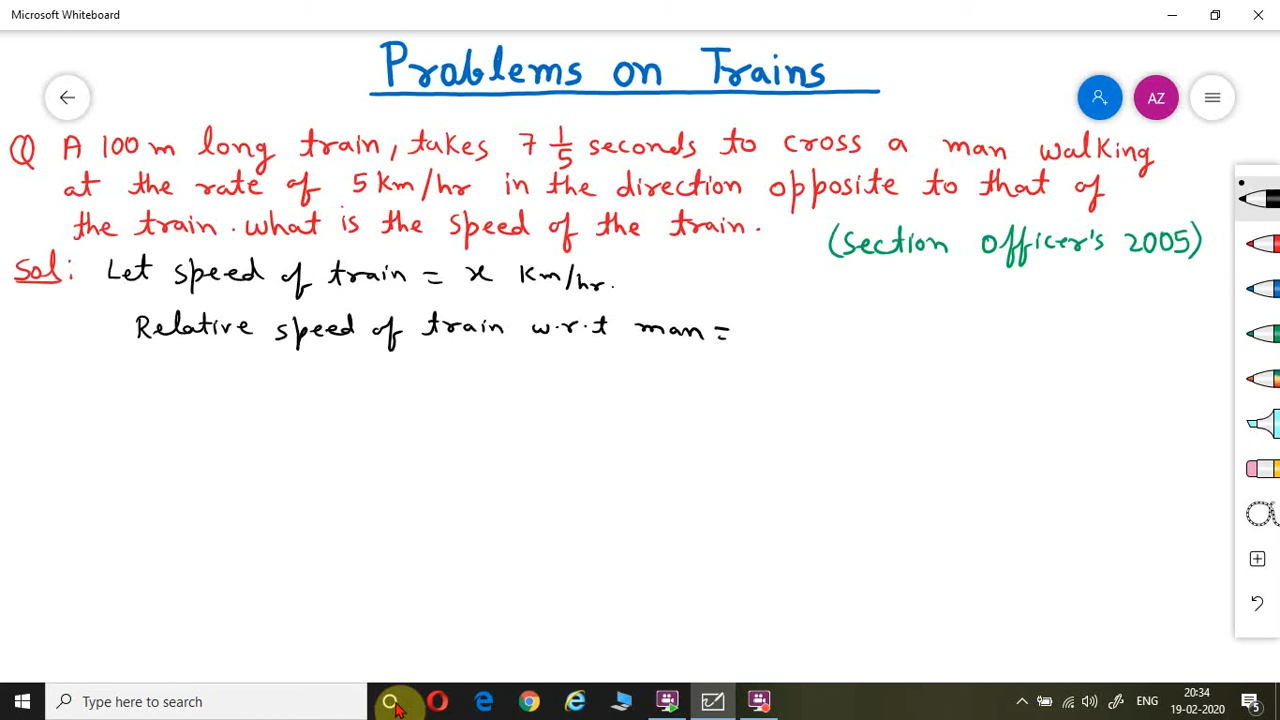 Microsoft Whiteboard
Problems on Trains
AZ
Q A 100 m long train, takes 7 1/5 seconds to cross a man walking
at the rate of 5 Km/hr in the direction opposite to that of
the train. what is the speed of the train.
(Section officer's 2005)
Sol: Let speed of train = x Km/hr.
Relative speed of train w.r.t man =
Type here to search
ENG
20:34
19-02-2020
5